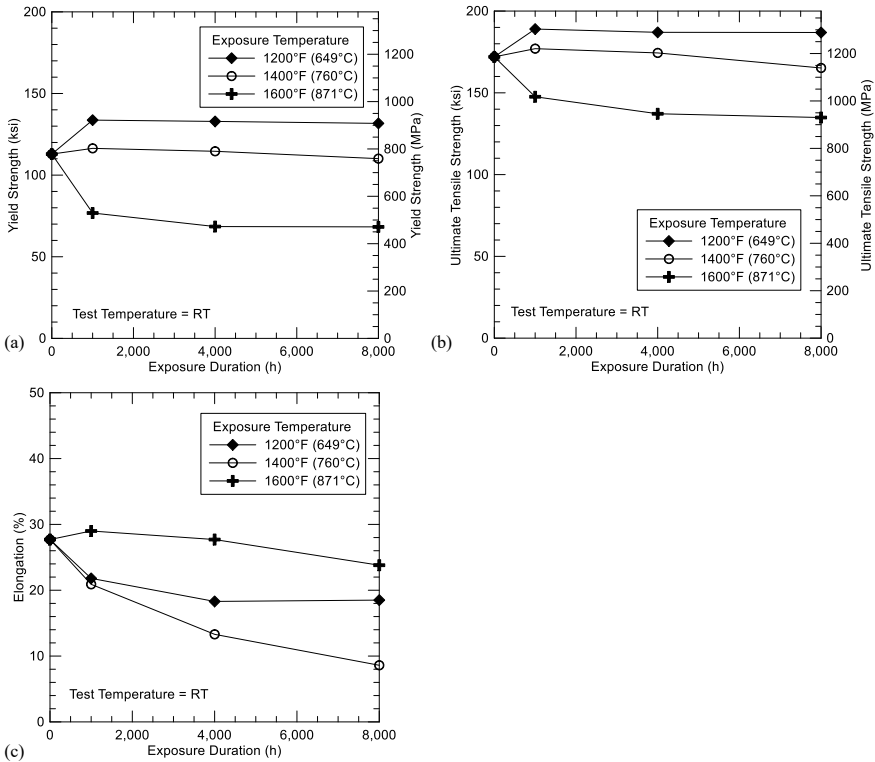 200
150
100
50
0
Yield Strength (ksi)
Exposure Temperature
1200°F (649°C)
1400°F (760°C)
1600°F (871°C)
1200
1000
800
600
400
200
0
Yield Strength (MPa)
Test Temperature = RT
0 2,000 4,000 6,000 8,000
Exposure Duration (h)
(a)
200
150
100
50
0
Ultimate Tensile Strength (ksi)
Exposure Temperature
1200°F (649°C)
1400°F (760°C)
1600°F (871°C)
1200
1000
800
600
400
200
0
Ultimate Tensile Strength (MPa)
Test Temperature = RT
0 2,000 4,000 6,000 8,000
Exposure Duration (h)
(b)
50
40
30
20
10
0
Elongation (%)
Exposure Temperature
1200°F (649°C)
1400°F (760°C)
1600°F (871°C)
Test Temperature = RT
0 2,000 4,000 6,000 8,000
Exposure Duration (h)
(c)